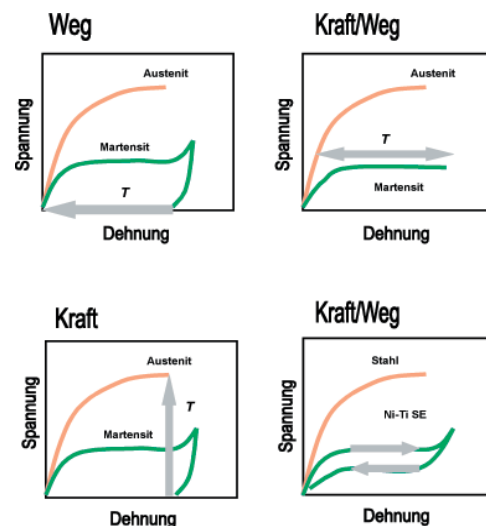 Weg
Spannung
Austenit
Martensit
T
Dehnung
Kraft/Weg
Spannung
Austenit
T
Martensit
Dehnung
Kraft
Spannung
Austenit
T
Martensit
Dehnung
Kraft/Weg
Spannung
Stahl
Ni-Ti SE
Dehnung